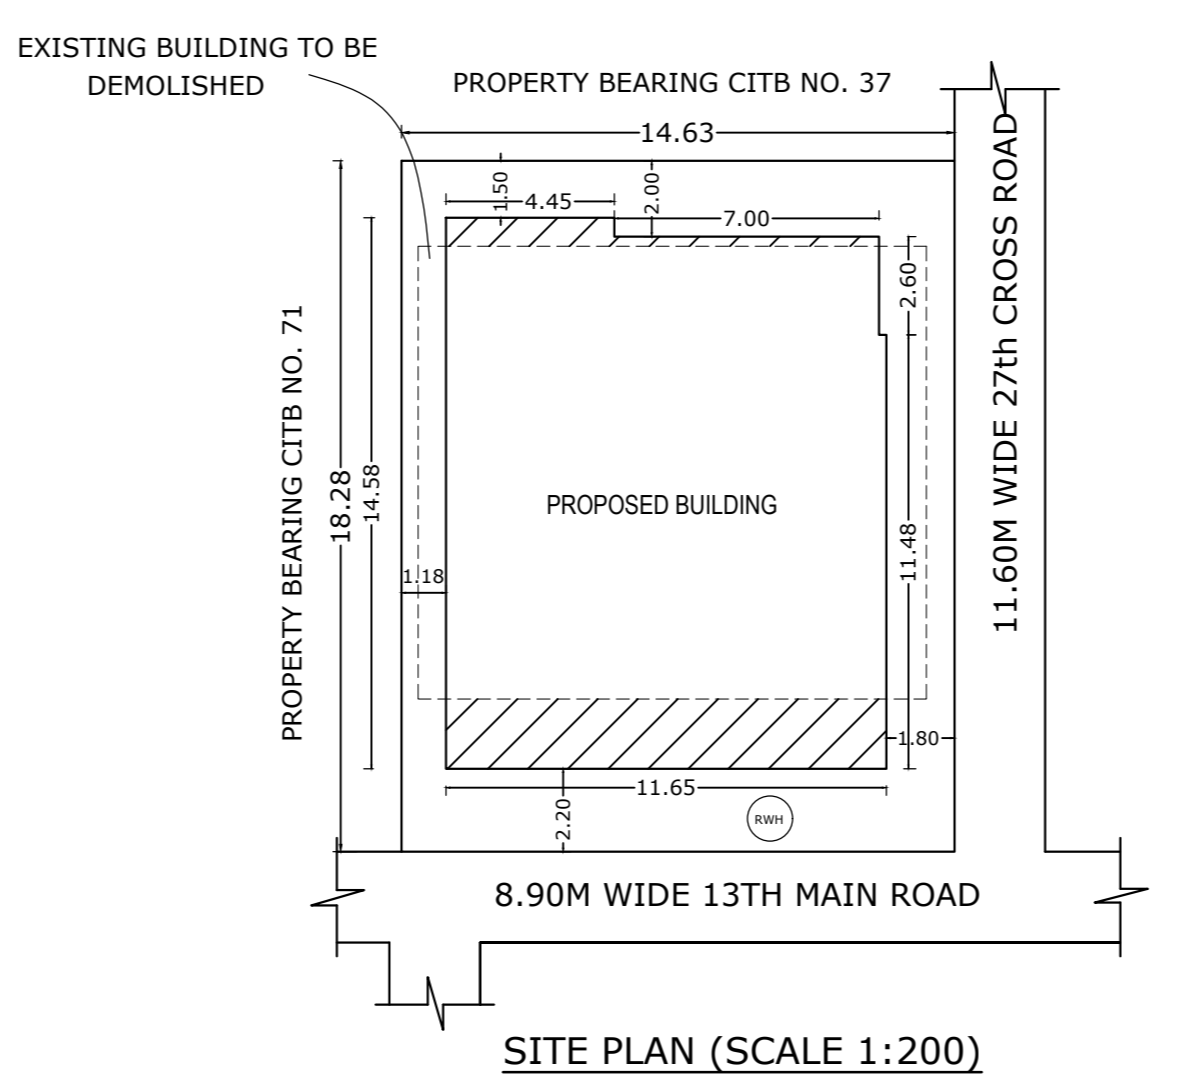 EXISTING BUILDING TO BE
DEMOLISHED
PROPERTY BEARING CITB NO. 37
14.63
1.50
4.45
2.00
7.00
2.60
PROPERTY BEARING CITB NO. 71
18.28
14.58
PROPOSED BUILDING
11.48
11.60M WIDE 27th CROSS ROAD
1.18
1.80
11.65
2.20
RWH
8.90M WIDE 13TH MAIN ROAD
SITE PLAN (SCALE 1:200)